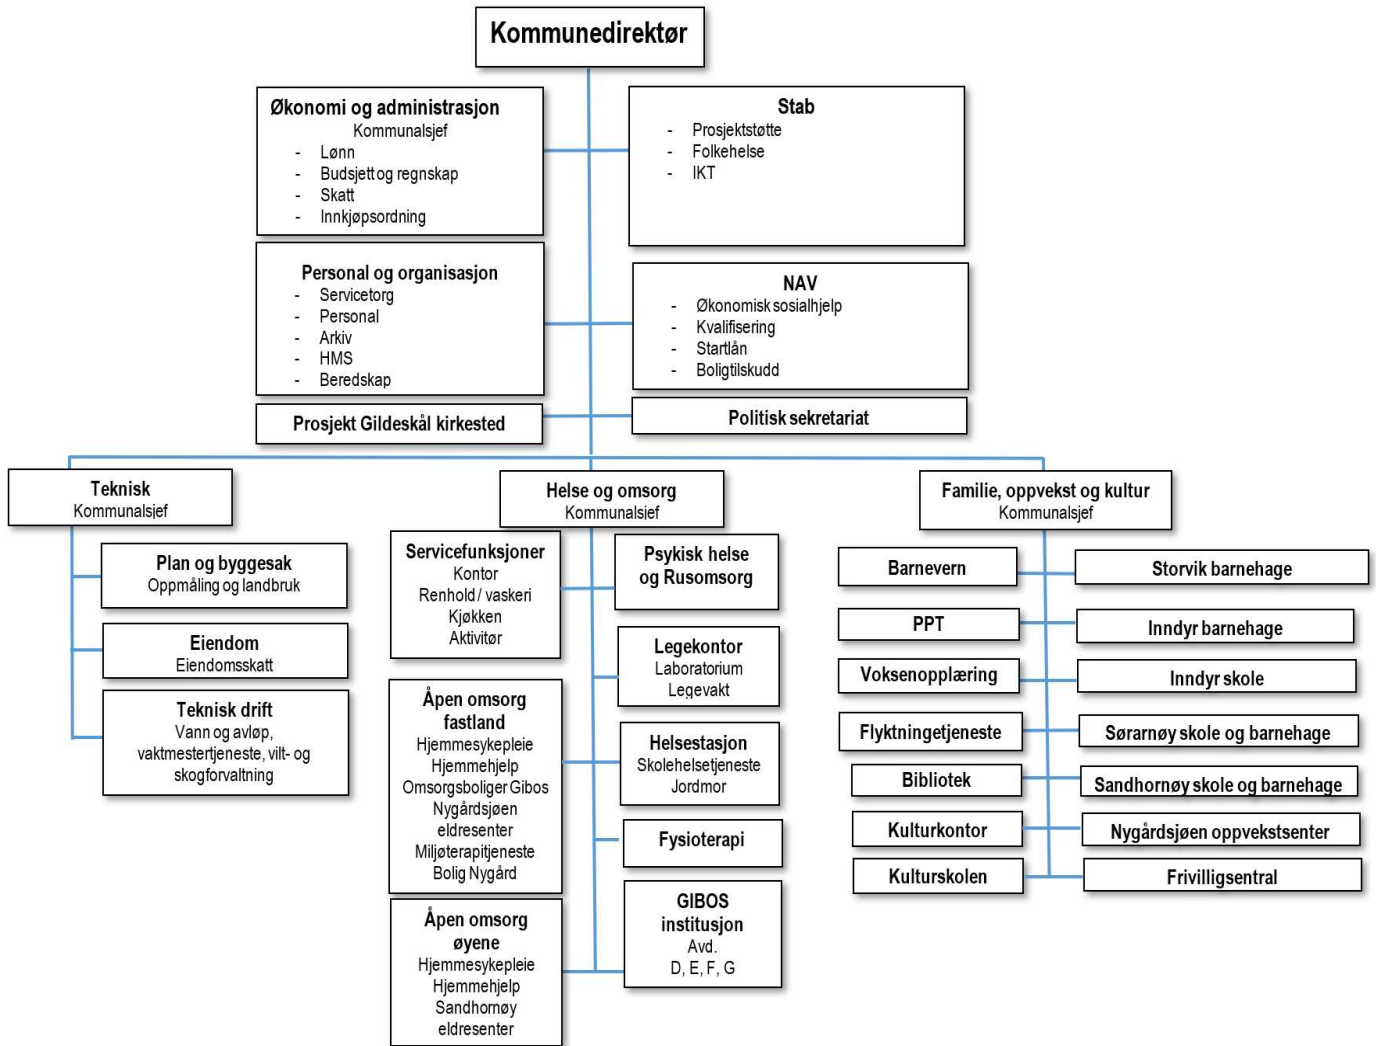 Kommunedirektør
Økonomi og administrasjon
Kommunalsjef
- Lønn
- Budsjett og regnskap
- Skatt
- Innkjøpsordning
Stab
- Prosjektstøtte
- Folkehelse
- IKT
Personal og organisasjon
- Servicetorg
- Personal
- Arkiv
- HMS
- Beredskap
NAV
- Økonomisk sosialhjelp
- Kvalifisering
- Startlån
- Boligtilskudd
Prosjekt Gildeskål kirkested
Politisk sekretariat
Teknisk
Kommunalsjef
Plan og byggesak
Oppmåling og landbruk
Eiendom
Eiendomsskatt
Teknisk drift
Vann og avløp,
vaktmestertjeneste, vilt- og
skogforvaltning
Helse og omsorg
Kommunalsjef
Servicefunksjoner
Kontor
Renhold / vaskeri
Kjøkken
Aktivitør
Psykisk helse
og Rusomsorg
Legekontor
Laboratorium
Legevakt
Åpen omsorg
fastland
Hjemmesykepleie
Hjemmehjelp
Omsorgsboliger Gibos
Nygårdsjøen
eldresenter
Miljøterapitjeneste
Bolig Nygård
Helsestasjon
Skolehelsetjeneste
Jordmor
Fysioterapi
Åpen omsorg
øyene
Hjemmesykepleie
Hjemmehjelp
Sandhornøy
eldresenter
GIBOS
institusjon
Avd.
D, E, F, G
Familie, oppvekst og kultur
Kommunalsjef
Barnevern
Storvik barnehage
PPT
Inndyr barnehage
Voksenopplæring
Inndyr skole
Flyktningetjeneste
Sørarnøy skole og barnehage
Bibliotek
Sandhornøy skole og barnehage
Kulturkontor
Nygårdsjøen oppvekstsenter
Kulturskolen
Frivilligsentral